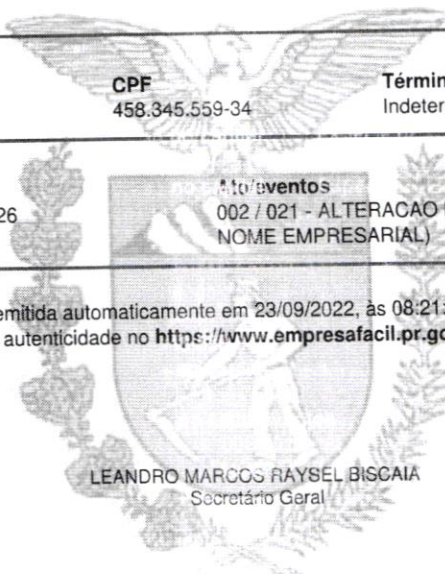 CPF
Términ
458.345.559-34
Indeter
Ato/eventos
26
002 / 021 - ALTERACAO
NOME EMPRESARIAL)
emitida automaticamente em 23/09/2022, às 08:21:
autenticidade no https://www.empresafacil.pr.go
LEANDRO MARCOS RAYSEL BISCAIA
Secretário Geral